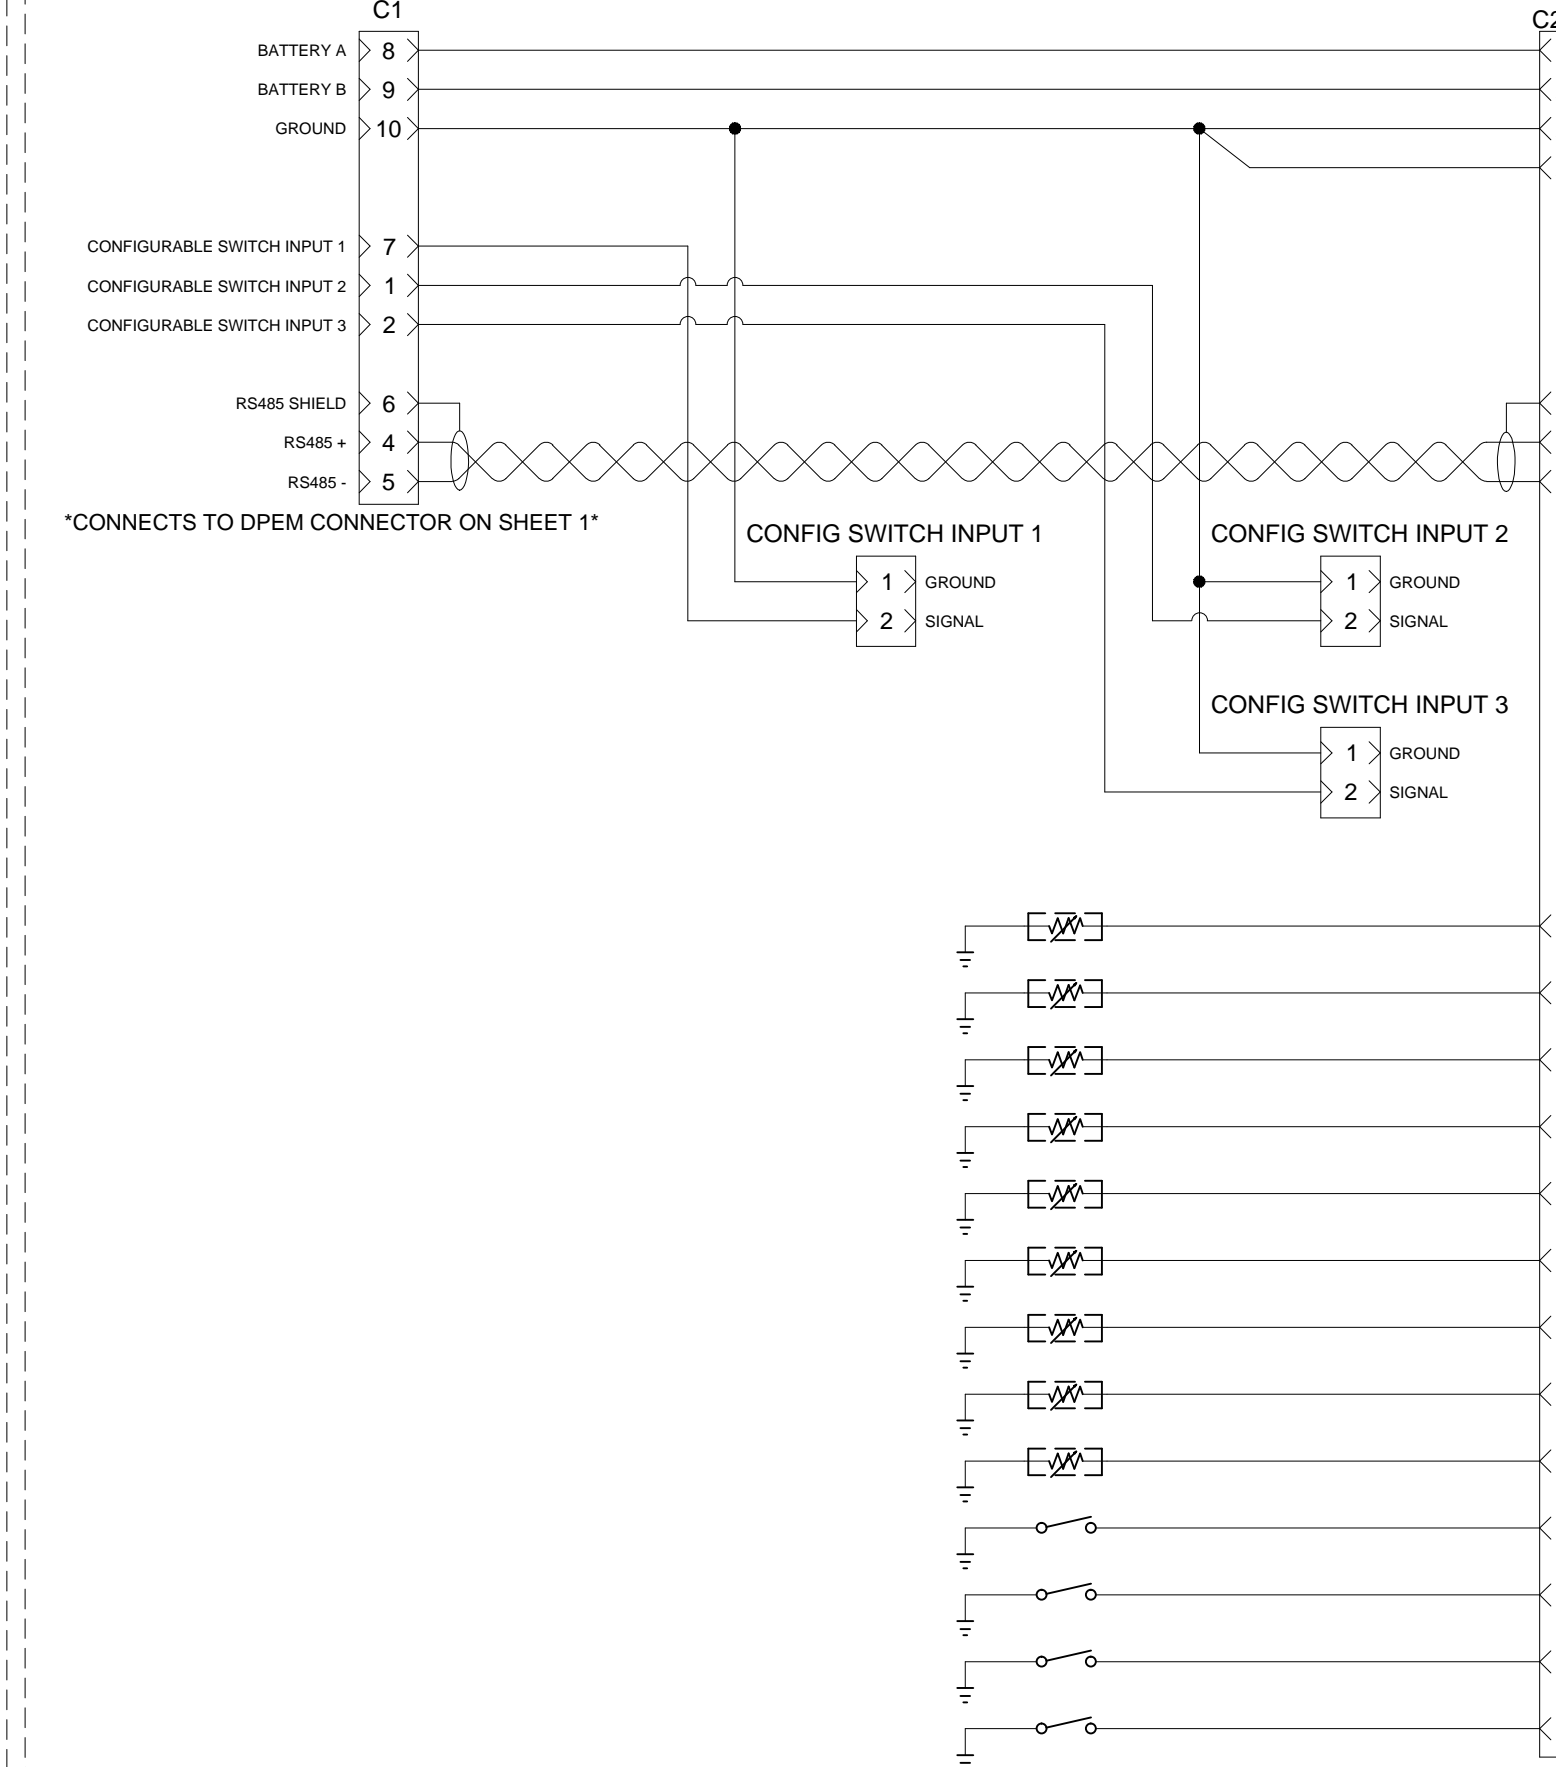 C1
C2
BATTERY A 8
BATTERY B 9
GROUND 10
CONFIGURABLE SWITCH INPUT 1 7
CONFIGURABLE SWITCH INPUT 2 1
CONFIGURABLE SWITCH INPUT 3 2
RS485 SHIELD 6
RS485 + 4
RS485 - 5
*CONNECTS TO DPEM CONNECTOR ON SHEET 1*
CONFIG SWITCH INPUT 1
1 GROUND
2 SIGNAL
CONFIG SWITCH INPUT 2
1 GROUND
2 SIGNAL
CONFIG SWITCH INPUT 3
1 GROUND
2 SIGNAL